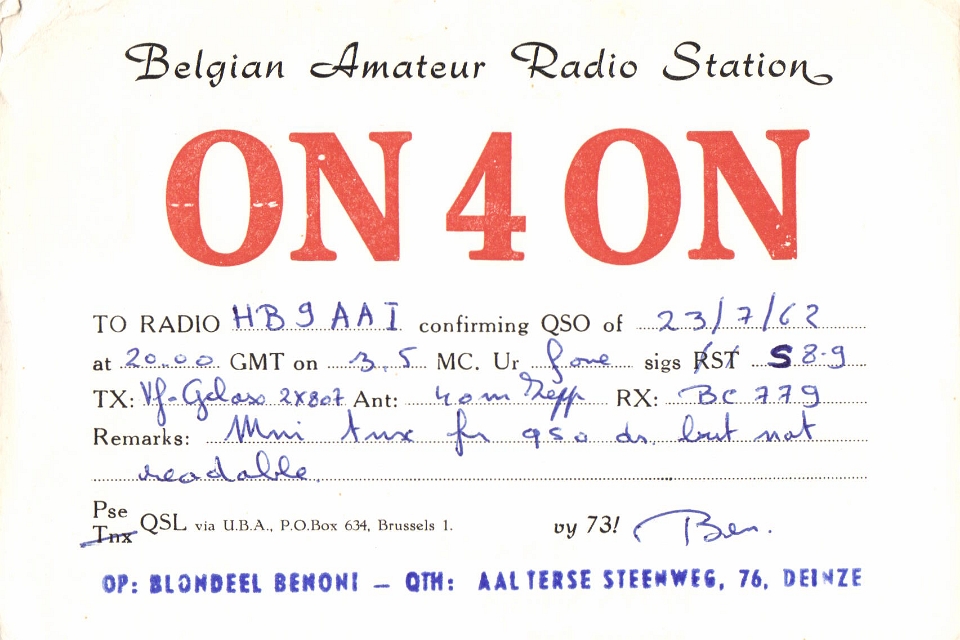 Belgian Amateur Radio Station
ON4ON
TO RADIO HB9AAI confirming QSO of 23/7/62
at 20.00 GMT on 3.5 MC. Ur fone sigs RST S 8-9
TX: Vf-Geloso 2X807 Ant: 40m Zepp RX: BC 779
Remarks: Mni tnx fr qso dr, but not
readable.
Pse
Tnx QSL via U.B.A., P.O.Box 634, Brussels 1. vy 73! Ben.
OP: BLONDEEL BENONI — QTH: AALTERSE STEENWEG, 76, DEINZE